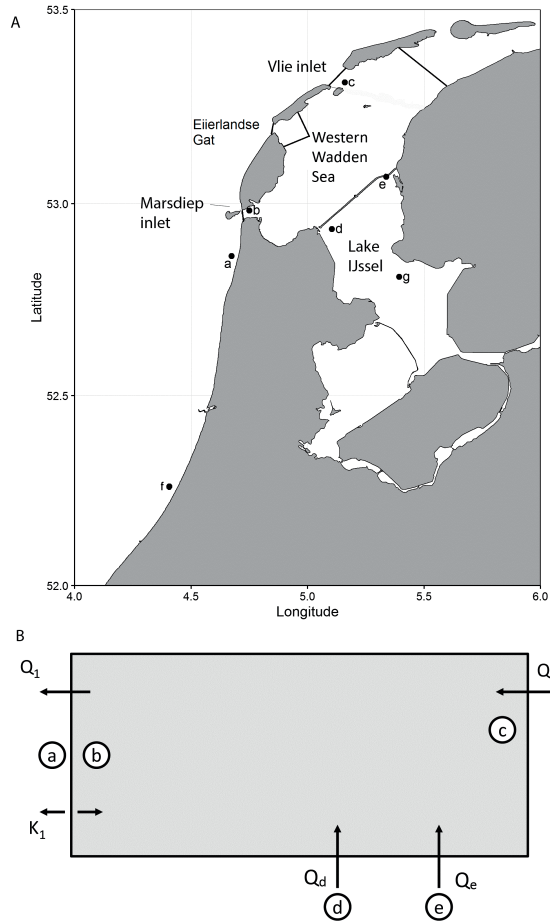 A
53.5
53.0
52.5
52.0
4.0
4.5
5.0
5.5
6.0
Latitude
Longitude
Vlie inlet
c
Eiierlandse
Gat
Western
Wadden
Sea
Marsdiep
inlet
b
e
a
d
Lake
IJssel
g
f
B
Q1
Q
c
a
b
K1
Qd
Qe
d
e